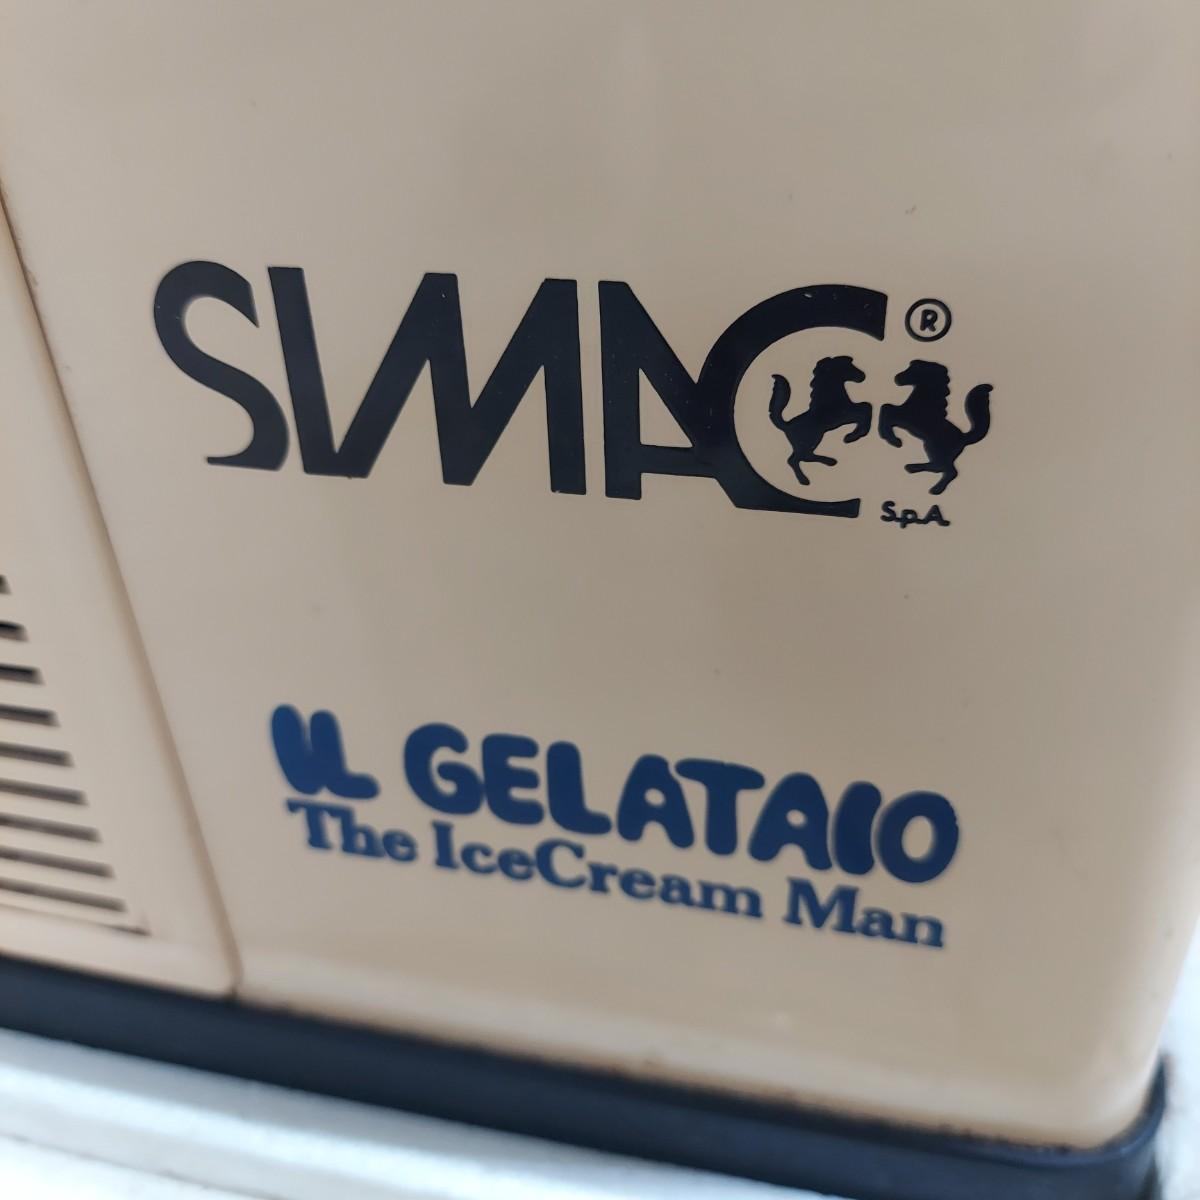 SIMAC ®
S.p.A.
IL GELATAIO
The IceCream Man